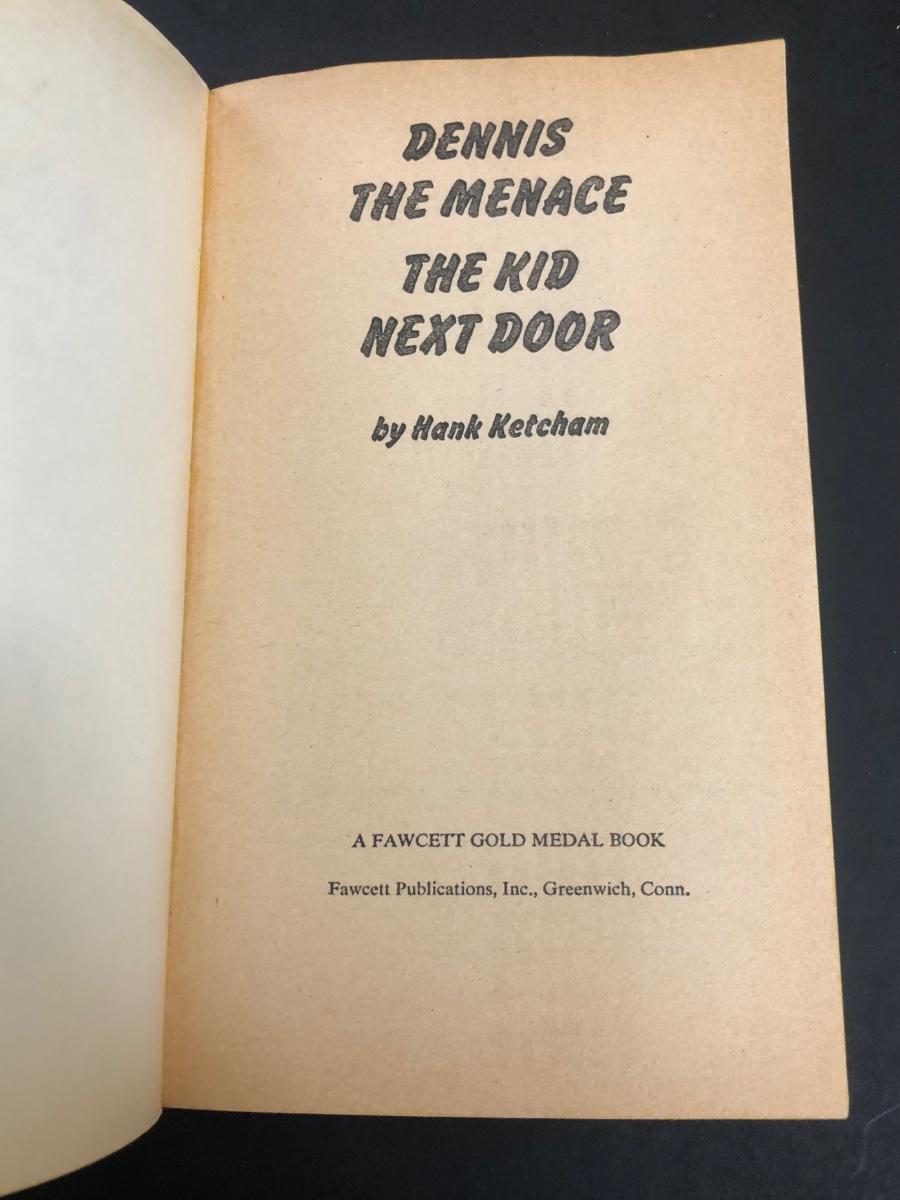 DENNIS
THE MENACE
THE KID
NEXT DOOR
by Hank Ketcham
A FAWCETT GOLD MEDAL BOOK
Fawcett Publications, Inc., Greenwich, Conn.